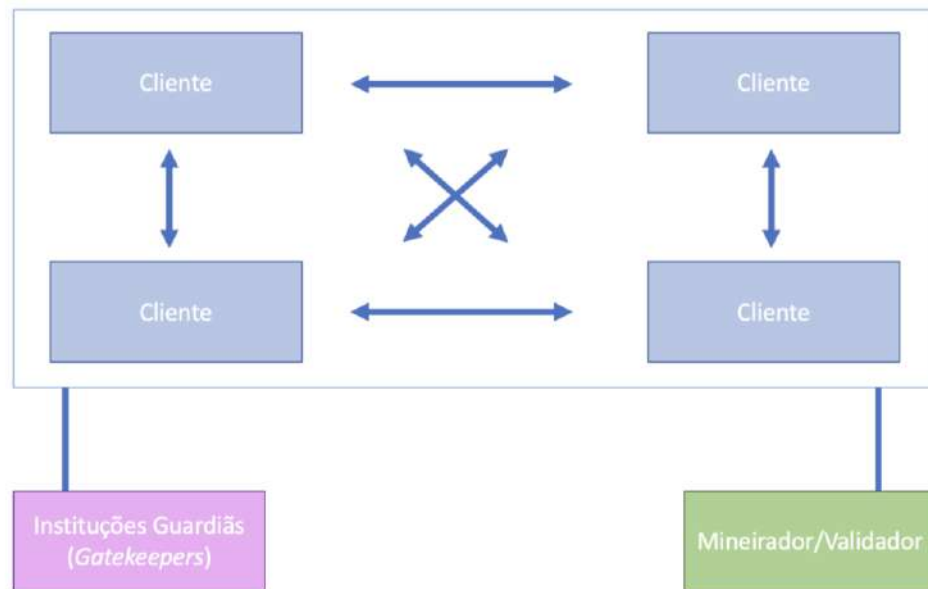 Cliente
Cliente
Cliente
Cliente
Instituções Guardiãs
(Gatekeepers)
Mineirador/Validador